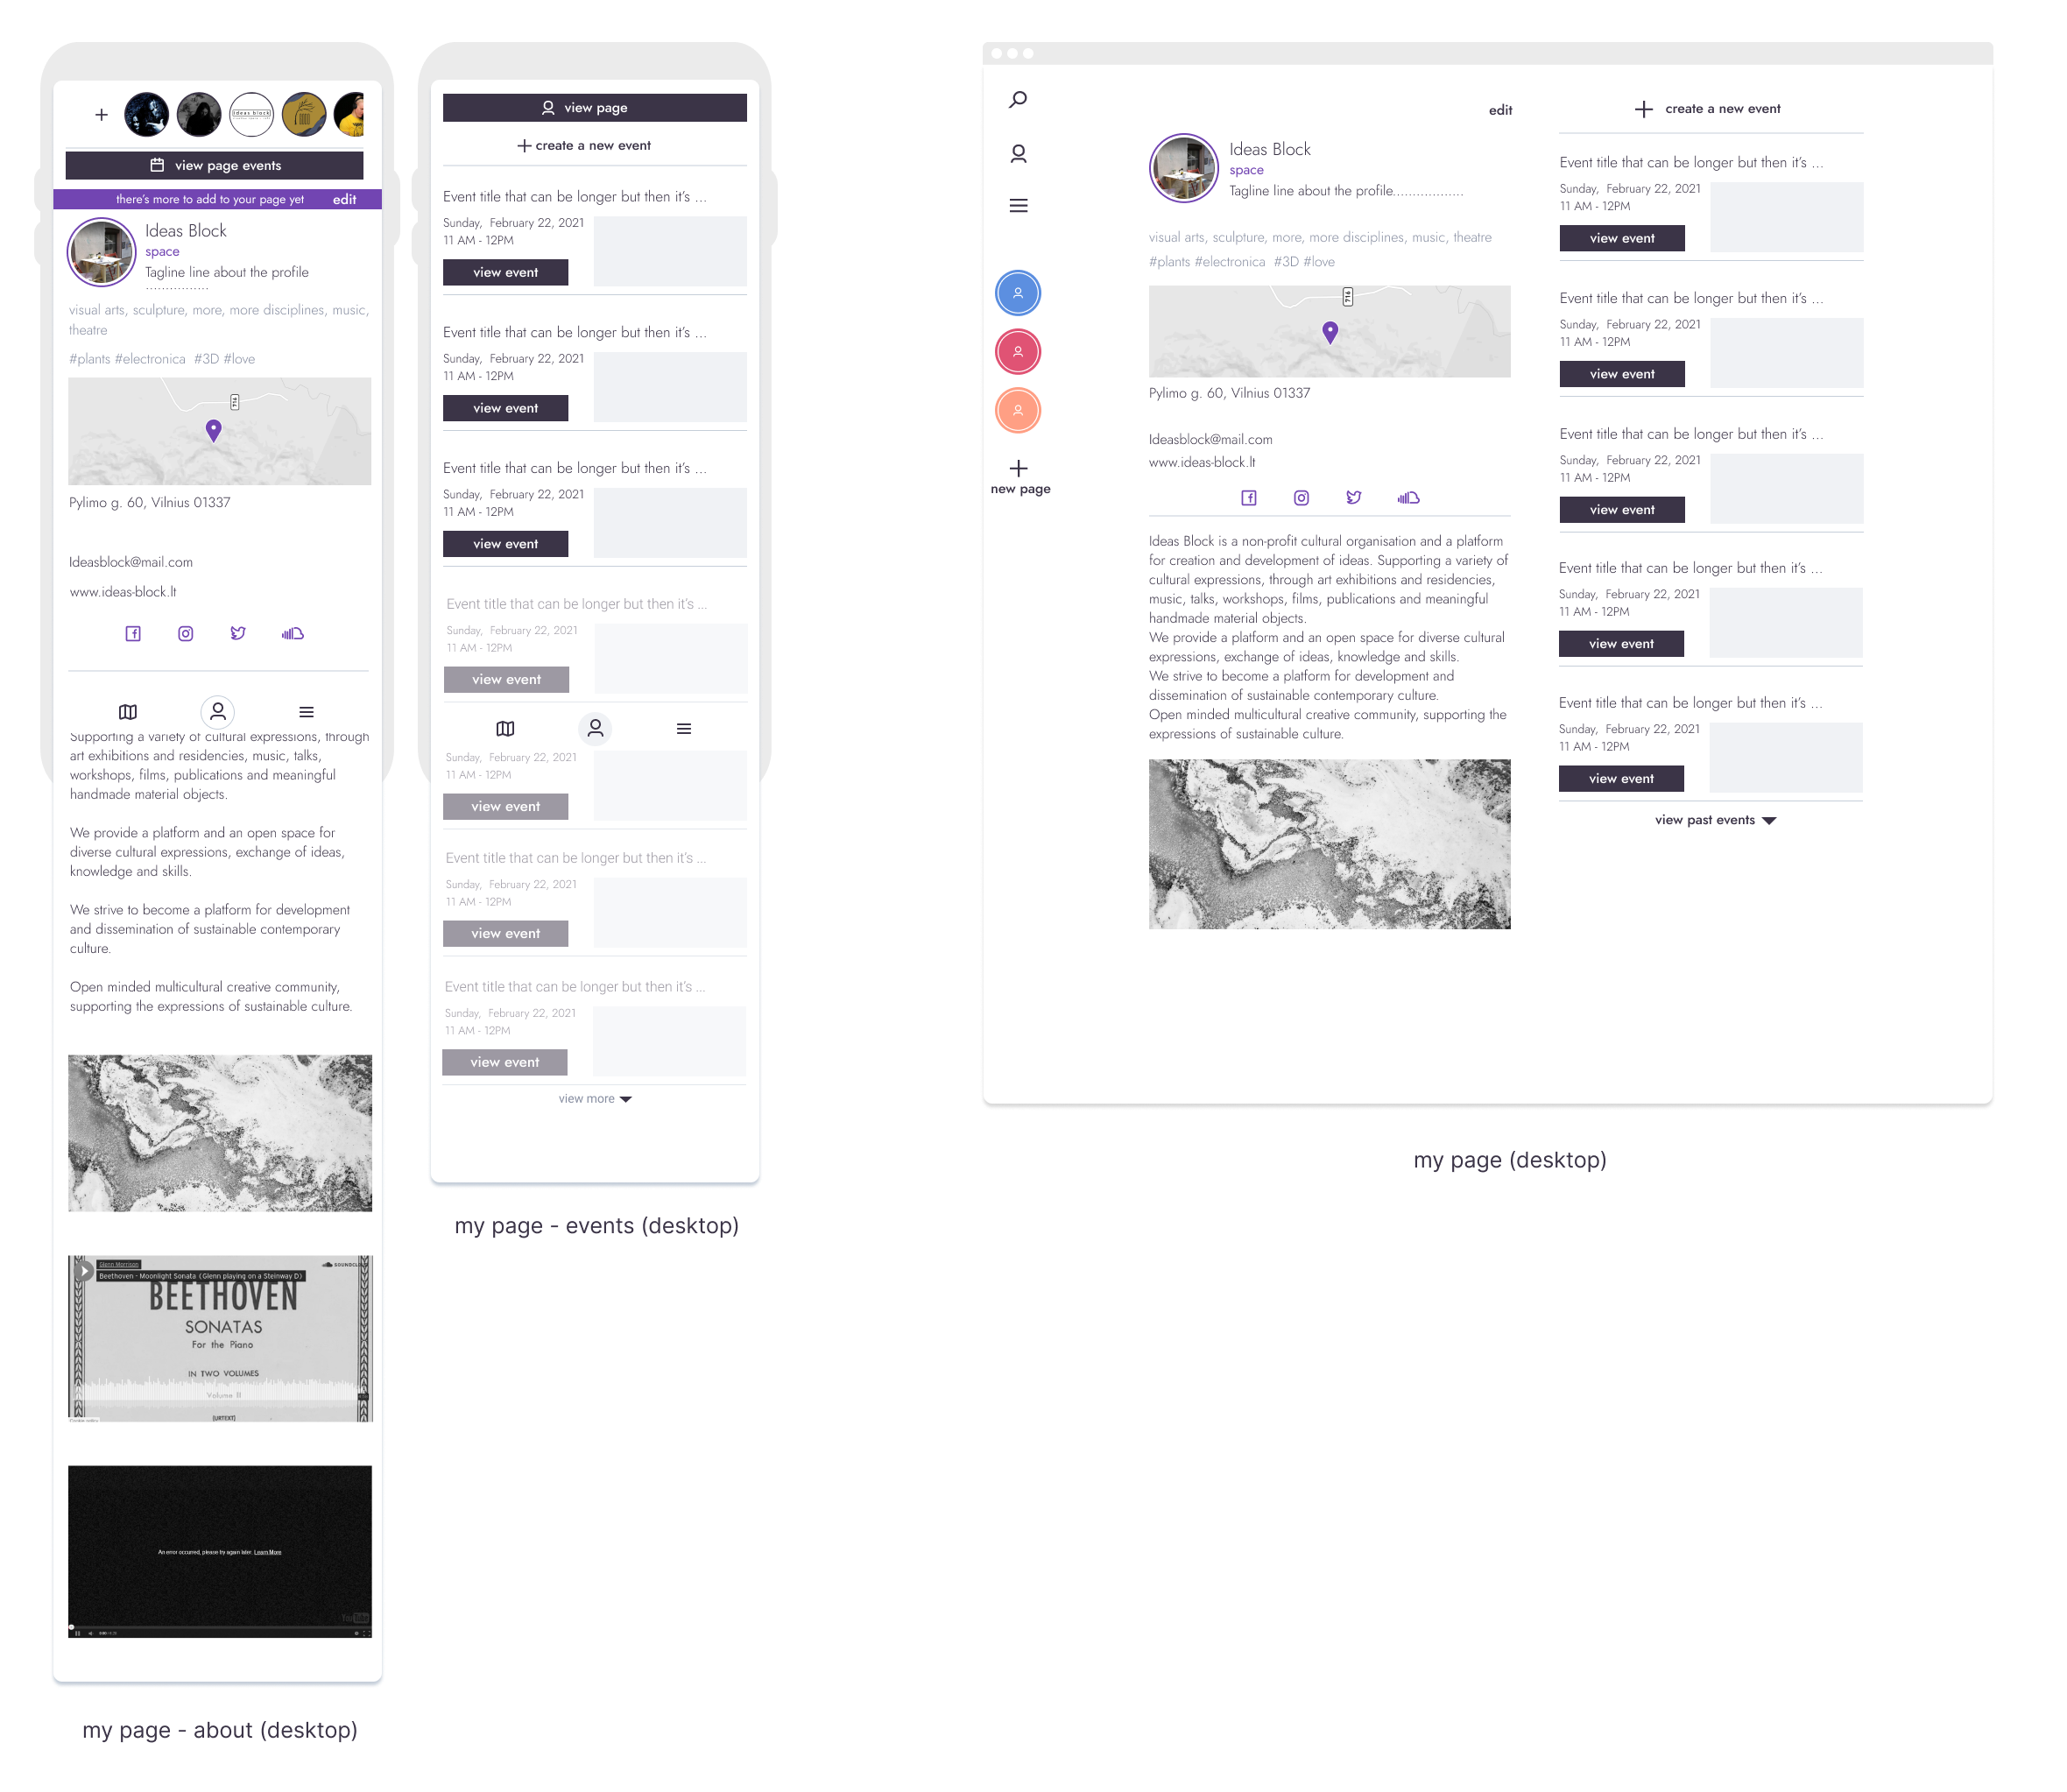 ideas block
view page events
there's more to add to your page yet edit
Ideas Block
space
Tagline line about the profile
................
visual arts, sculpture, more, more disciplines, music,
theatre
#plants #electronica #3D #love
716
Pylimo g. 60, Vilnius 01337
Ideasblock@mail.com
www.ideas-block.lt
Supporting a variety of cultural expressions, through
art exhibitions and residencies, music, talks,
workshops, films, publications and meaningful
handmade material objects.
We provide a platform and an open space for
diverse cultural expressions, exchange of ideas,
knowledge and skills.
We strive to become a platform for development
and dissemination of sustainable contemporary
culture.
Open minded multicultural creative community,
supporting the expressions of sustainable culture.
Glenn Morrison
Beethoven - Moonlight Sonata (Glenn playing on a Steinway D)
SOUNDCLOUD
BEETHOVEN
SONATAS
For the Piano
IN TWO VOLUMES
Volume II
(URTEXT)
Cookie policy
An error occurred, please try again later. Learn More
YouTube
my page - about (desktop)
view page
create a new event
Event title that can be longer but then it's ...
Sunday, February 22, 2021
11 AM - 12PM
view event
Event title that can be longer but then it's ...
Sunday, February 22, 2021
11 AM - 12PM
view event
Event title that can be longer but then it's ...
Sunday, February 22, 2021
11 AM - 12PM
view event
Event title that can be longer but then it's ...
Sunday, February 22, 2021
11 AM - 12PM
view event
Sunday, February 22, 2021
11 AM - 12PM
view event
Event title that can be longer but then it's ...
Sunday, February 22, 2021
11 AM - 12PM
view event
Event title that can be longer but then it's ...
Sunday, February 22, 2021
11 AM - 12PM
view event
view more
my page - events (desktop)
new page
edit
Ideas Block
space
Tagline line about the profile..................
visual arts, sculpture, more, more disciplines, music, theatre
#plants #electronica #3D #love
716
Pylimo g. 60, Vilnius 01337
Ideasblock@mail.com
www.ideas-block.lt
Ideas Block is a non-profit cultural organisation and a platform
for creation and development of ideas. Supporting a variety of
cultural expressions, through art exhibitions and residencies,
music, talks, workshops, films, publications and meaningful
handmade material objects.
We provide a platform and an open space for diverse cultural
expressions, exchange of ideas, knowledge and skills.
We strive to become a platform for development and
dissemination of sustainable contemporary culture.
Open minded multicultural creative community, supporting the
expressions of sustainable culture.
create a new event
Event title that can be longer but then it's ...
Sunday, February 22, 2021
11 AM - 12PM
view event
Event title that can be longer but then it's ...
Sunday, February 22, 2021
11 AM - 12PM
view event
Event title that can be longer but then it's ...
Sunday, February 22, 2021
11 AM - 12PM
view event
Event title that can be longer but then it's ...
Sunday, February 22, 2021
11 AM - 12PM
view event
Event title that can be longer but then it's ...
Sunday, February 22, 2021
11 AM - 12PM
view event
view past events
my page (desktop)